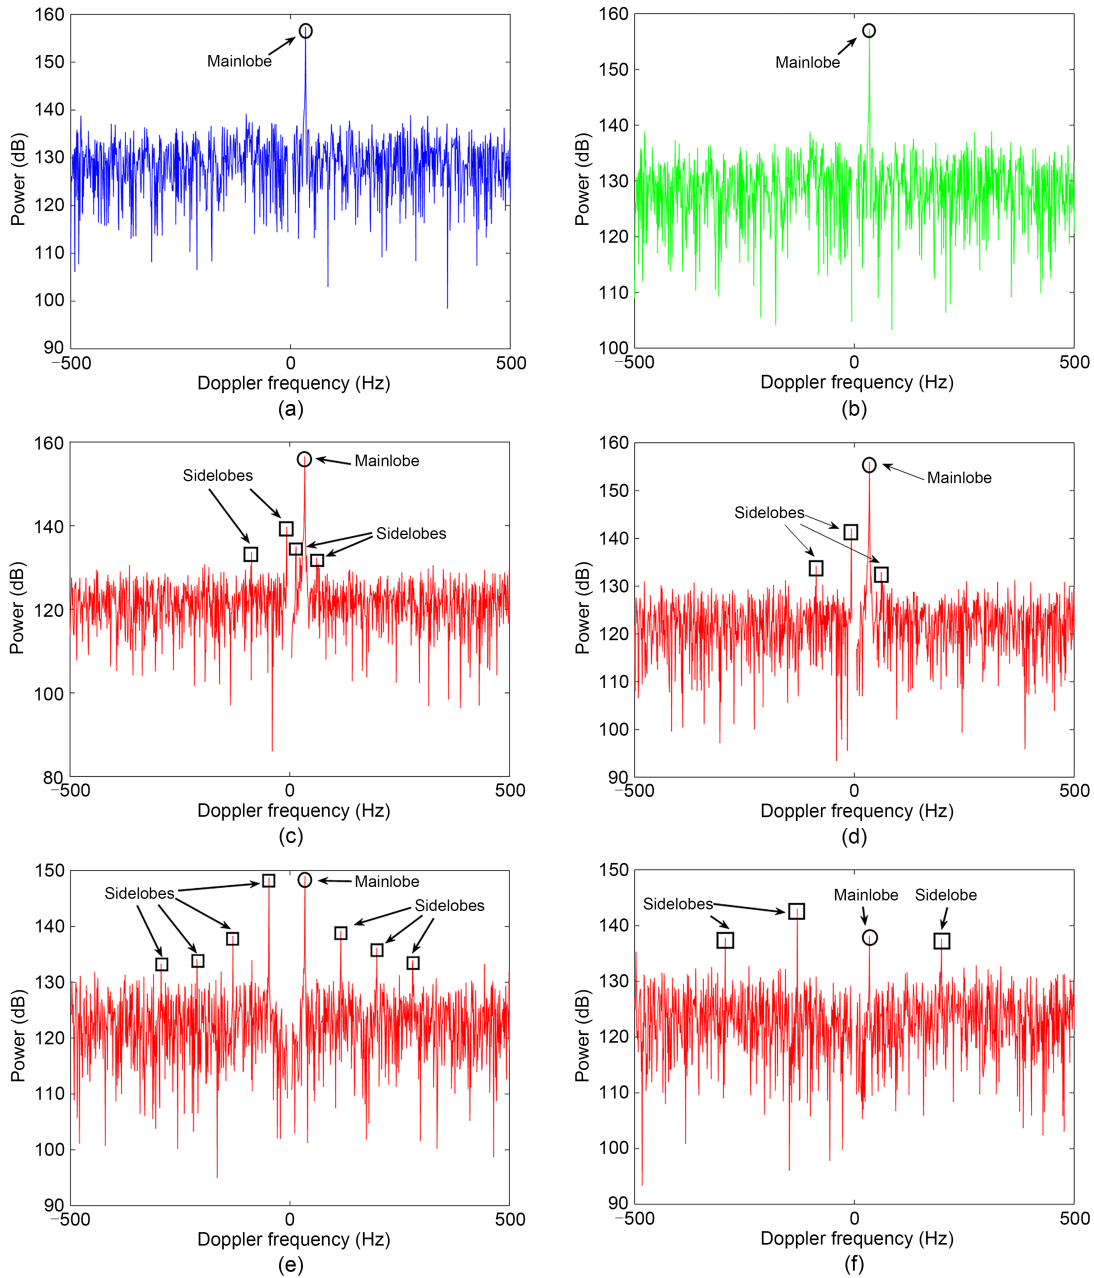 160
150
140
130
120
110
100
90
Power (dB)
Mainlobe
−500
0
500
Doppler frequency (Hz)
(a)
160
150
140
130
120
110
100
Power (dB)
Mainlobe
−500
0
500
Doppler frequency (Hz)
(b)
160
140
120
100
80
Power (dB)
Sidelobes
Mainlobe
Sidelobes
−500
0
500
Doppler frequency (Hz)
(c)
160
150
140
130
120
110
100
90
Power (dB)
Mainlobe
Sidelobes
−500
0
500
Doppler frequency (Hz)
(d)
150
140
130
120
110
100
90
Power (dB)
Sidelobes
Mainlobe
Sidelobes
−500
0
500
Doppler frequency (Hz)
(e)
150
140
130
120
110
100
90
Power (dB)
Sidelobes
Mainlobe
Sidelobe
−500
0
500
Doppler frequency (Hz)
(f)